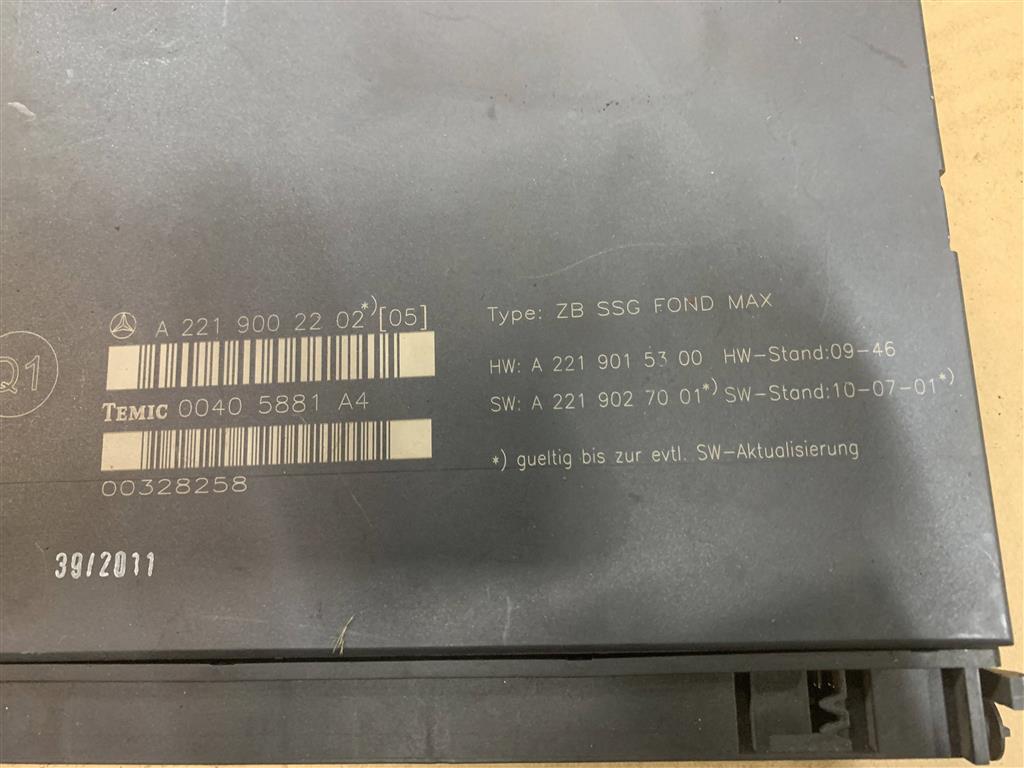 A 221 900 22 02*)[05]
TEMIC 0040 5881 A4
00328258
Q1
39/2011
Type: ZB SSG FOND MAX
HW: A 221 901 53 00 HW-Stand:09-46
SW: A 221 902 70 01*) SW-Stand:10-07-01*)
*) gueltig bis zur evtl. SW-Aktualisierung